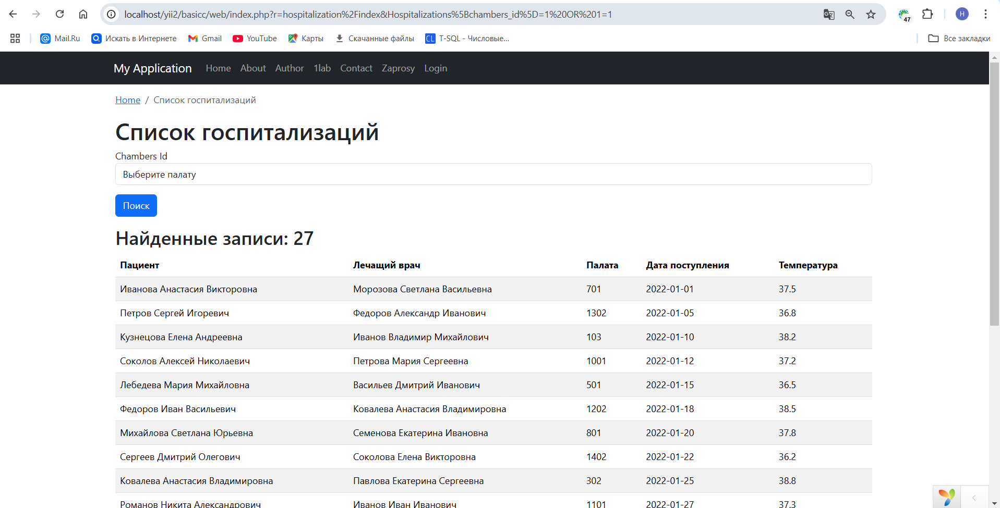 localhost/yii2/basicc/web/index.php?r=hospitalization%2Findex&Hospitalizations%5Bchambers_id%5D=1%20OR%201=1
47
H
Mail.Ru Искать в Интернете Gmail YouTube Карты Скачанные файлы CL T-SQL - Числовые... Все закладки
My Application Home About Author 1lab Contact Zaprosy Login
Home / Список госпитализаций
Список госпитализаций
Chambers Id
Выберите палату
Поиск
Найденные записи: 27
Пациент Лечащий врач Палата Дата поступления Температура
Иванова Анастасия Викторовна Морозова Светлана Васильевна 701 2022-01-01 37.5
Петров Сергей Игоревич Федоров Александр Иванович 1302 2022-01-05 36.8
Кузнецова Елена Андреевна Иванов Владимир Михайлович 103 2022-01-10 38.2
Соколов Алексей Николаевич Петрова Мария Сергеевна 1001 2022-01-12 37.2
Лебедева Мария Михайловна Васильев Дмитрий Иванович 501 2022-01-15 36.5
Федоров Иван Васильевич Ковалева Анастасия Владимировна 1202 2022-01-18 38.5
Михайлова Светлана Юрьевна Семенова Екатерина Ивановна 801 2022-01-20 37.8
Сергеев Дмитрий Олегович Соколова Елена Викторовна 1402 2022-01-22 36.2
Ковалева Анастасия Владимировна Павлова Екатерина Сергеевна 302 2022-01-25 38.8
Романов Никита Александрович Иванов Иван Иванович 1101 2022-01-27 37.3